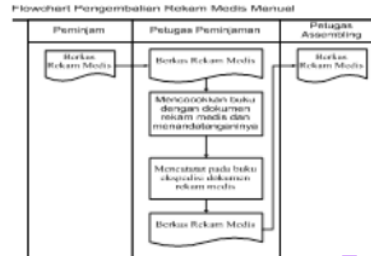 Flowchart Pengembalian Rekam Medis Manual
Peminjam
Petugas Peminjaman
Petugas
Assembling
Berkas
Rekam Medis
Berkas Rekam Medis
Berkas
Rekam Medis
Mencocokkan buku
dengan dokumen
rekam medis dan
menandatanganinya
Mencatatat pada buku
ekspedisi dokumen
rekam medis
Berkas Rekam Medis